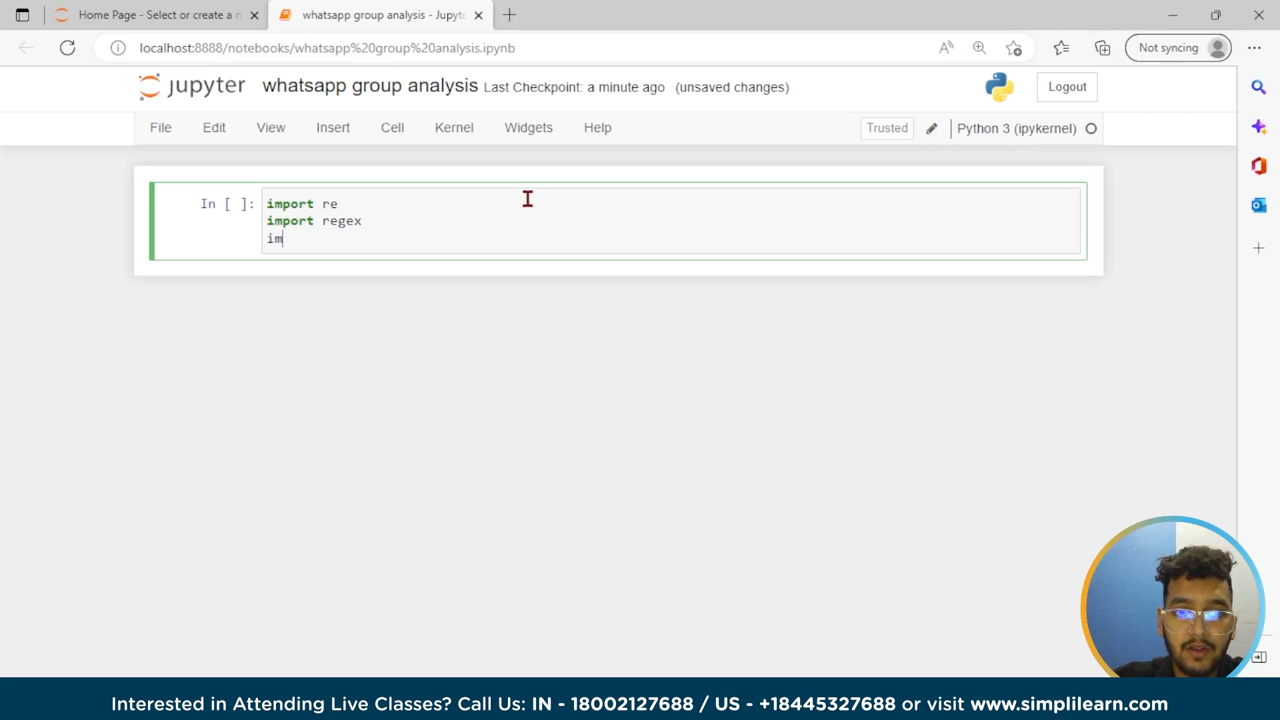 Home Page - Select or create a n
whatsapp group analysis - Jupyte
localhost:8888/notebooks/whatsapp%20group%20analysis.ipynb
Not syncing
jupyter whatsapp group analysis Last Checkpoint: a minute ago (unsaved changes)
Logout
File Edit View Insert Cell Kernel Widgets Help
Trusted
Python 3 (ipykernel)
In [ ]:
import re
import regex
im
Interested in Attending Live Classes? Call Us: IN - 18002127688 / US - +18445327688 or visit www.simplilearn.com